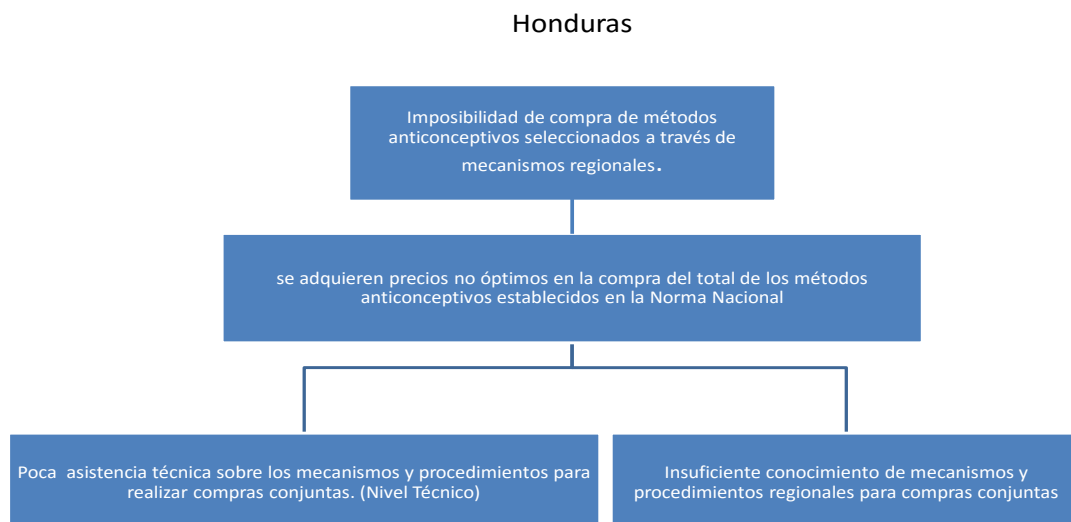 Honduras
Imposibilidad de compra de métodos
anticonceptivos seleccionados a través de
mecanismos regionales.
se adquieren precios no óptimos en la compra del total de los métodos
anticonceptivos establecidos en la Norma Nacional
Poca asistencia técnica sobre los mecanismos y procedimientos para
realizar compras conjuntas. (Nivel Técnico)
Insuficiente conocimiento de mecanismos y
procedimientos regionales para compras conjuntas